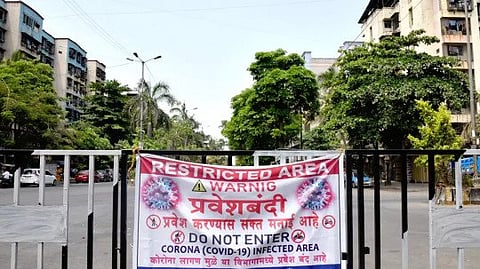 RESTRICTED AREA
WARNIG
प्रवेशबंदी
प्रवेश करण्यास सक्त मनाई आहे
DO NOT ENTER
CORONA (COVID-19) INFECTED AREA
कोरोना लागण मुळे या विभागामध्ये प्रवेश बंद आहे